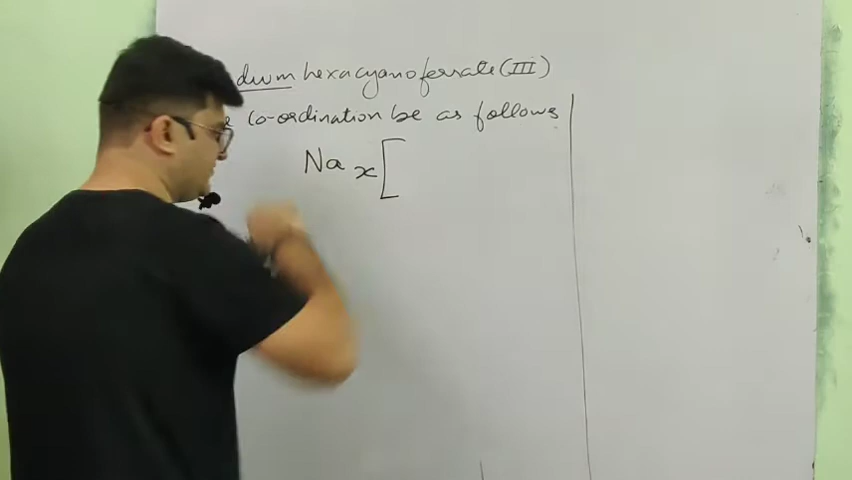 dium hexacyanoferrate (III)
co-ordination be as follows
Na x [